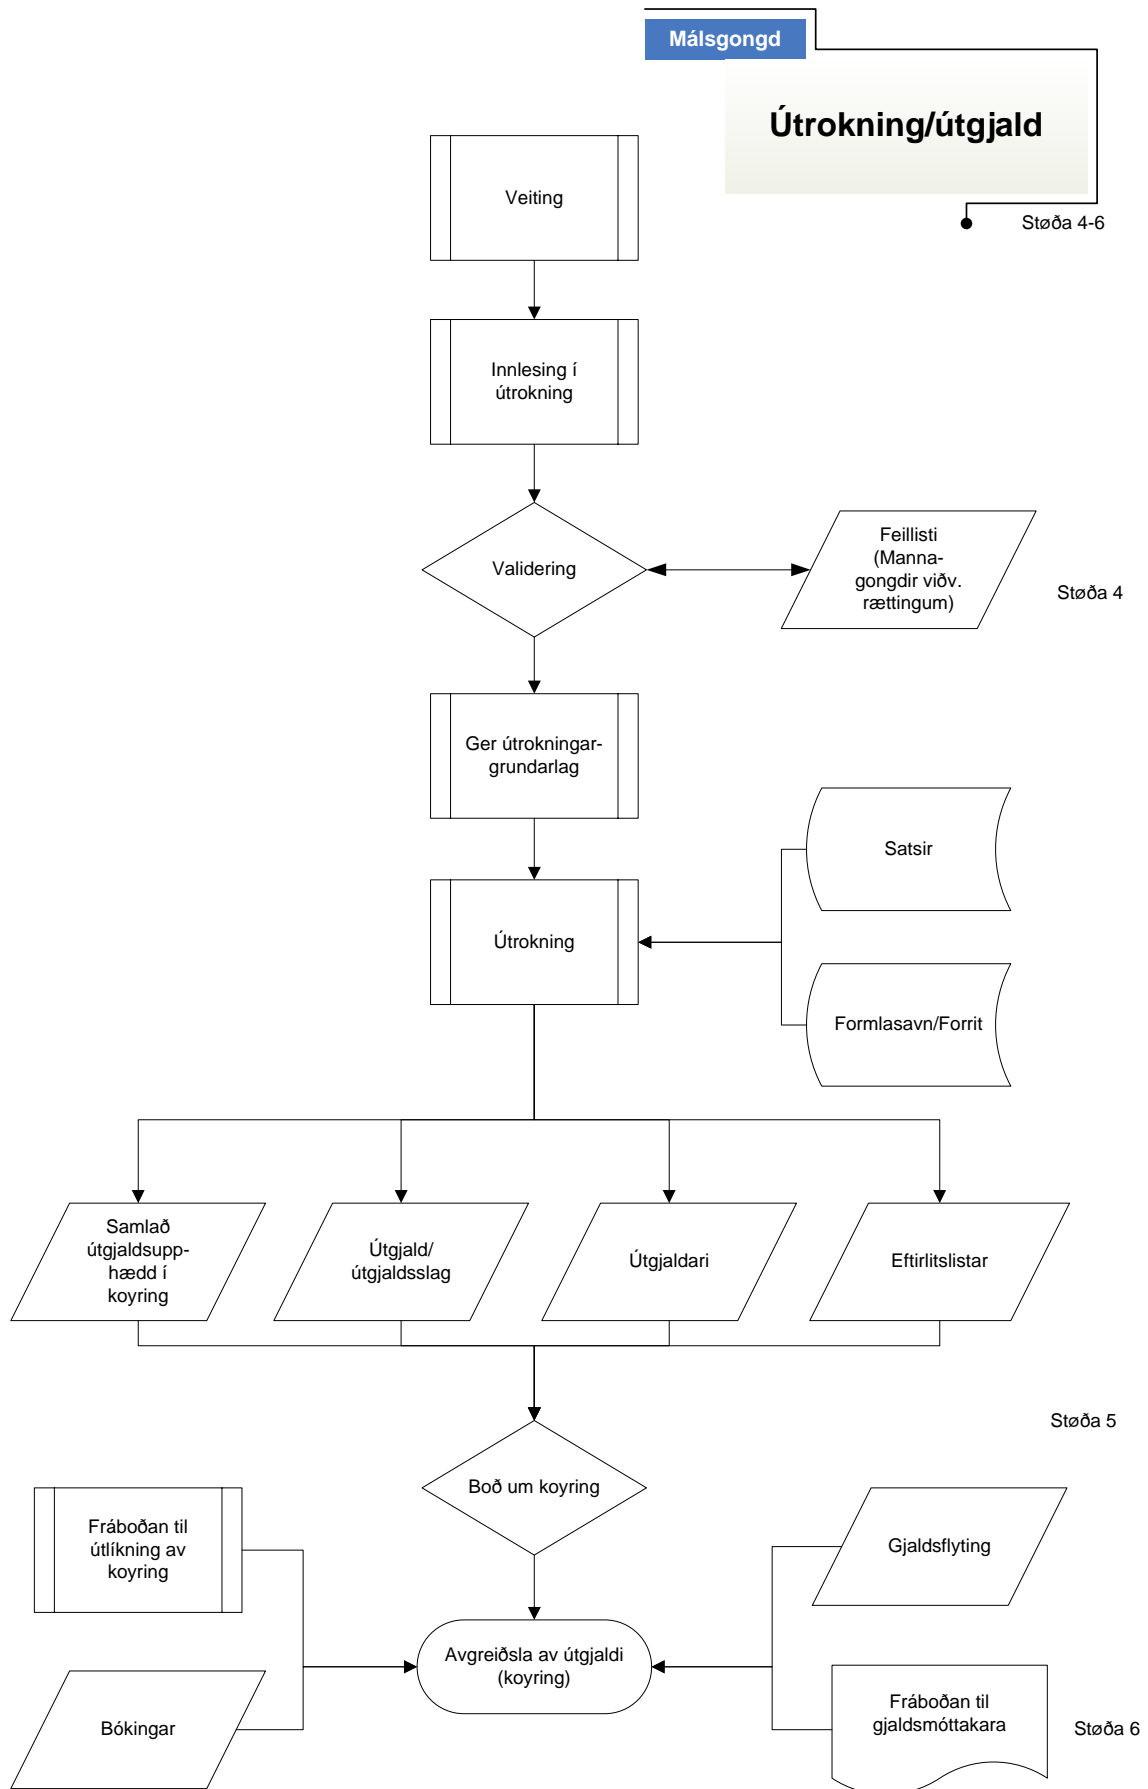 Málsgongd
Útrokning/útgjald
Støða 4-6
Veiting
Innlesing í
útrokning
Validering
Feillisti
(Manna-
gongdir viðv.
rættingum)
Støða 4
Ger útrokningar-
grundarlag
Satsir
Útrokning
Formlasavn/Forrit
Samlað
útgjaldsupp-
hædd í
koyring
Útgjald/
útgjaldsslag
Útgjaldari
Eftirlitslistar
Støða 5
Boð um koyring
Fráboðan til
útlíkning av
koyring
Gjaldsflyting
Avgreiðsla av útgjaldi
(koyring)
Bókingar
Fráboðan til
gjaldsmóttakara
Støða 6